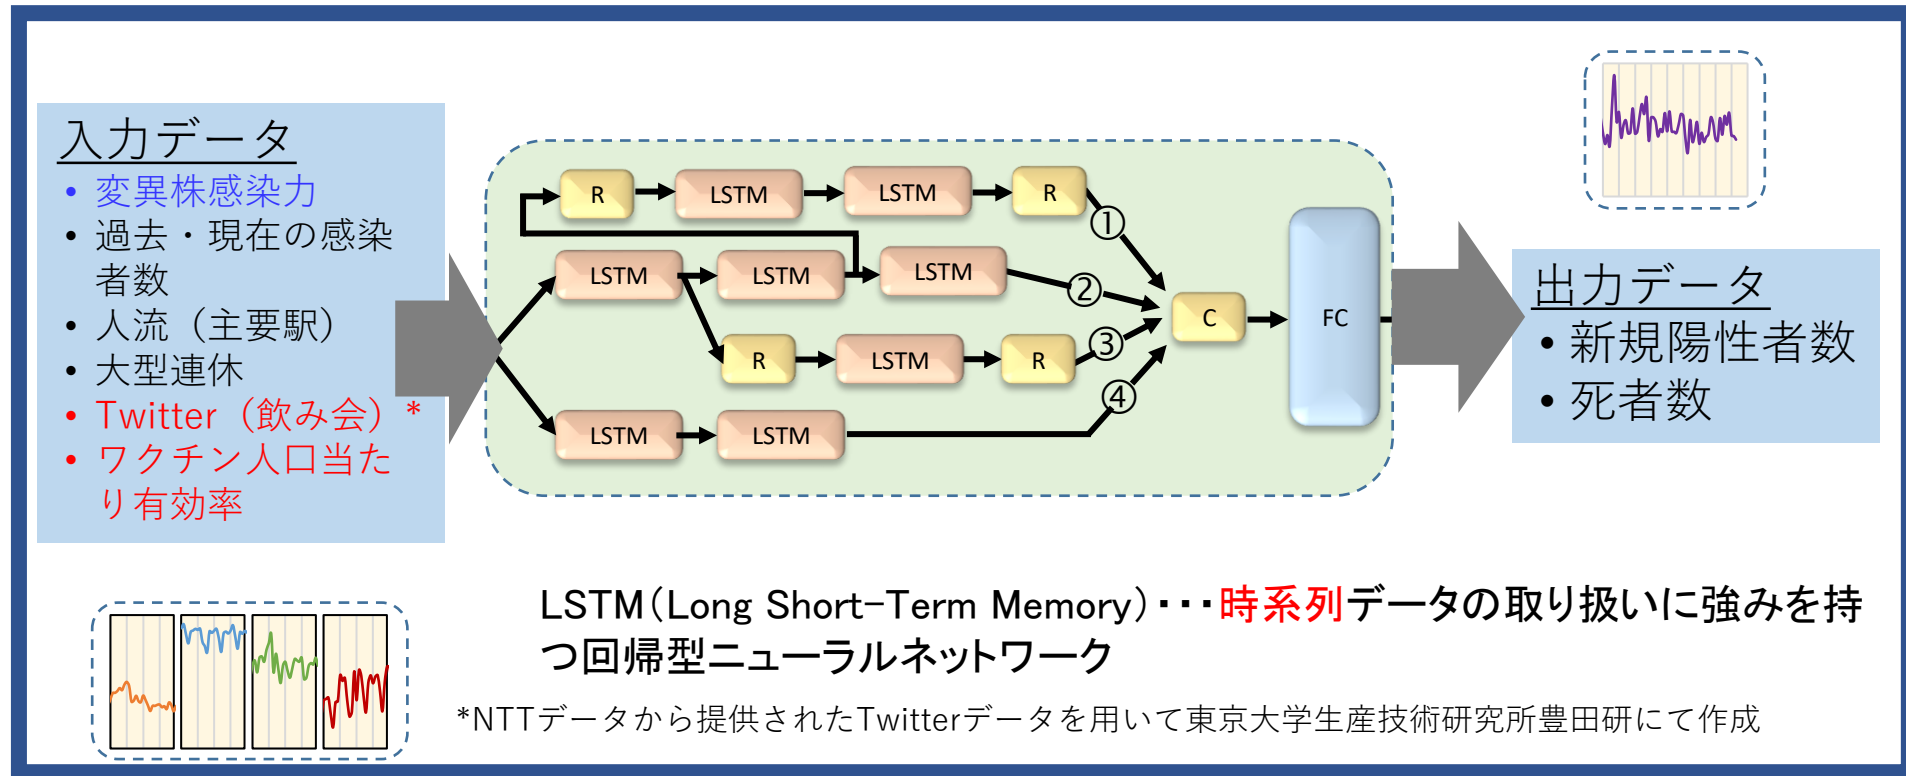 入力データ
• 変異株感染力
• 過去・現在の感染
者数
• 人流（主要駅）
• 大型連休
• Twitter（飲み会）*
• ワクチン人口当た
り有効率
R LSTM LSTM R ①
LSTM LSTM LSTM ②
R LSTM R ③
LSTM LSTM ④
C FC
出力データ
• 新規陽性者数
• 死者数
LSTM（Long Short-Term Memory）・・・時系列データの取り扱いに強みを持
つ回帰型ニューラルネットワーク
*NTTデータから提供されたTwitterデータを用いて東京大学生産技術研究所豊田研にて作成